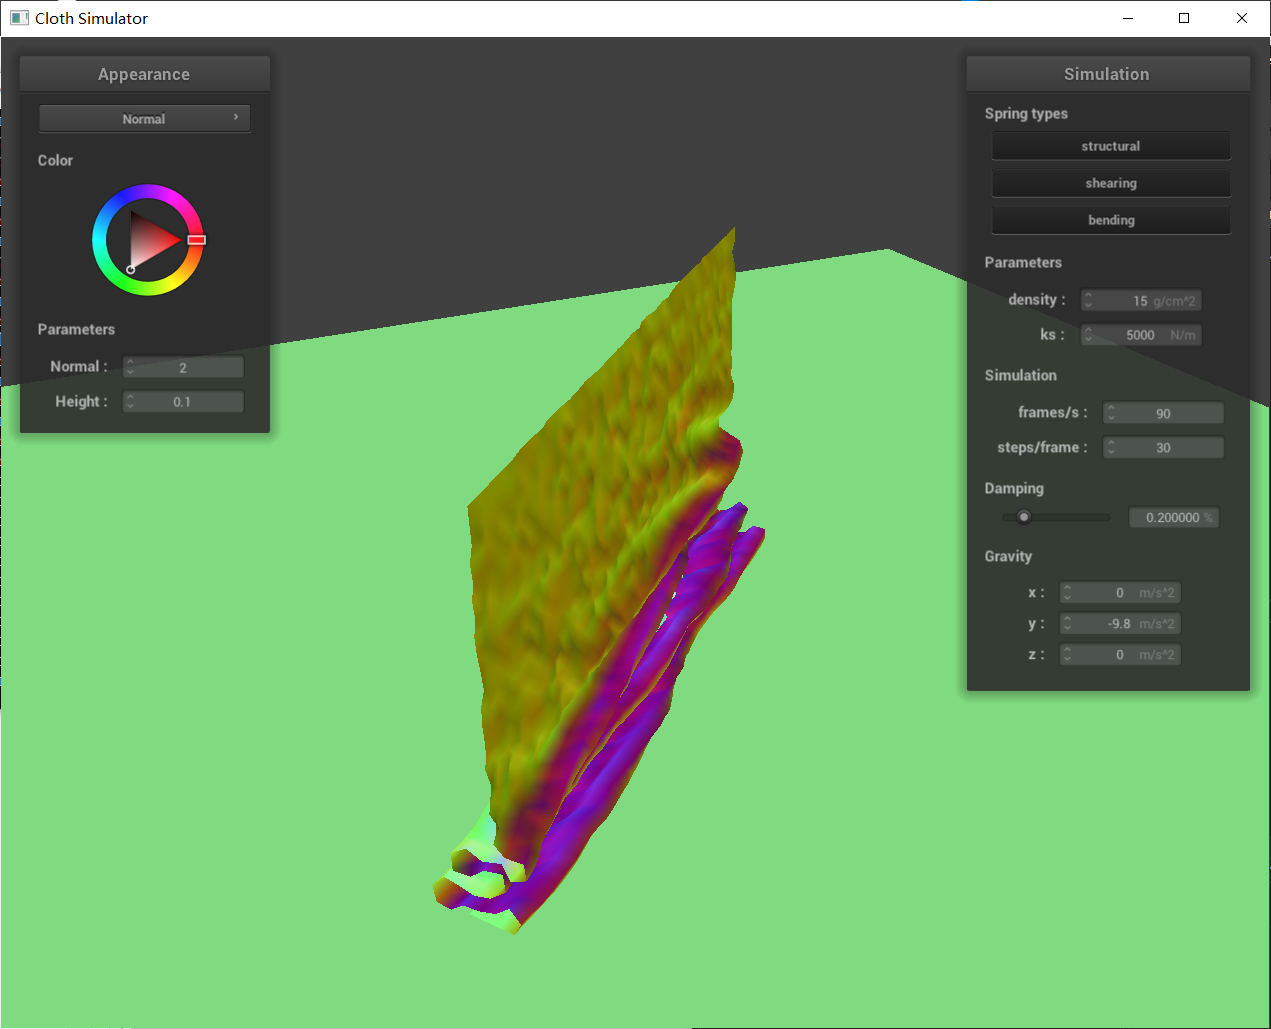 Cloth Simulator
Appearance
Normal
Color
Parameters
Normal : 2
Height : 0.1
Simulation
Spring types
structural
shearing
bending
Parameters
density : 15 g/cm^2
ks : 5000 N/m
Simulation
frames/s : 90
steps/frame : 30
Damping
0.200000 %
Gravity
x : 0 m/s^2
y : -9.8 m/s^2
z : 0 m/s^2